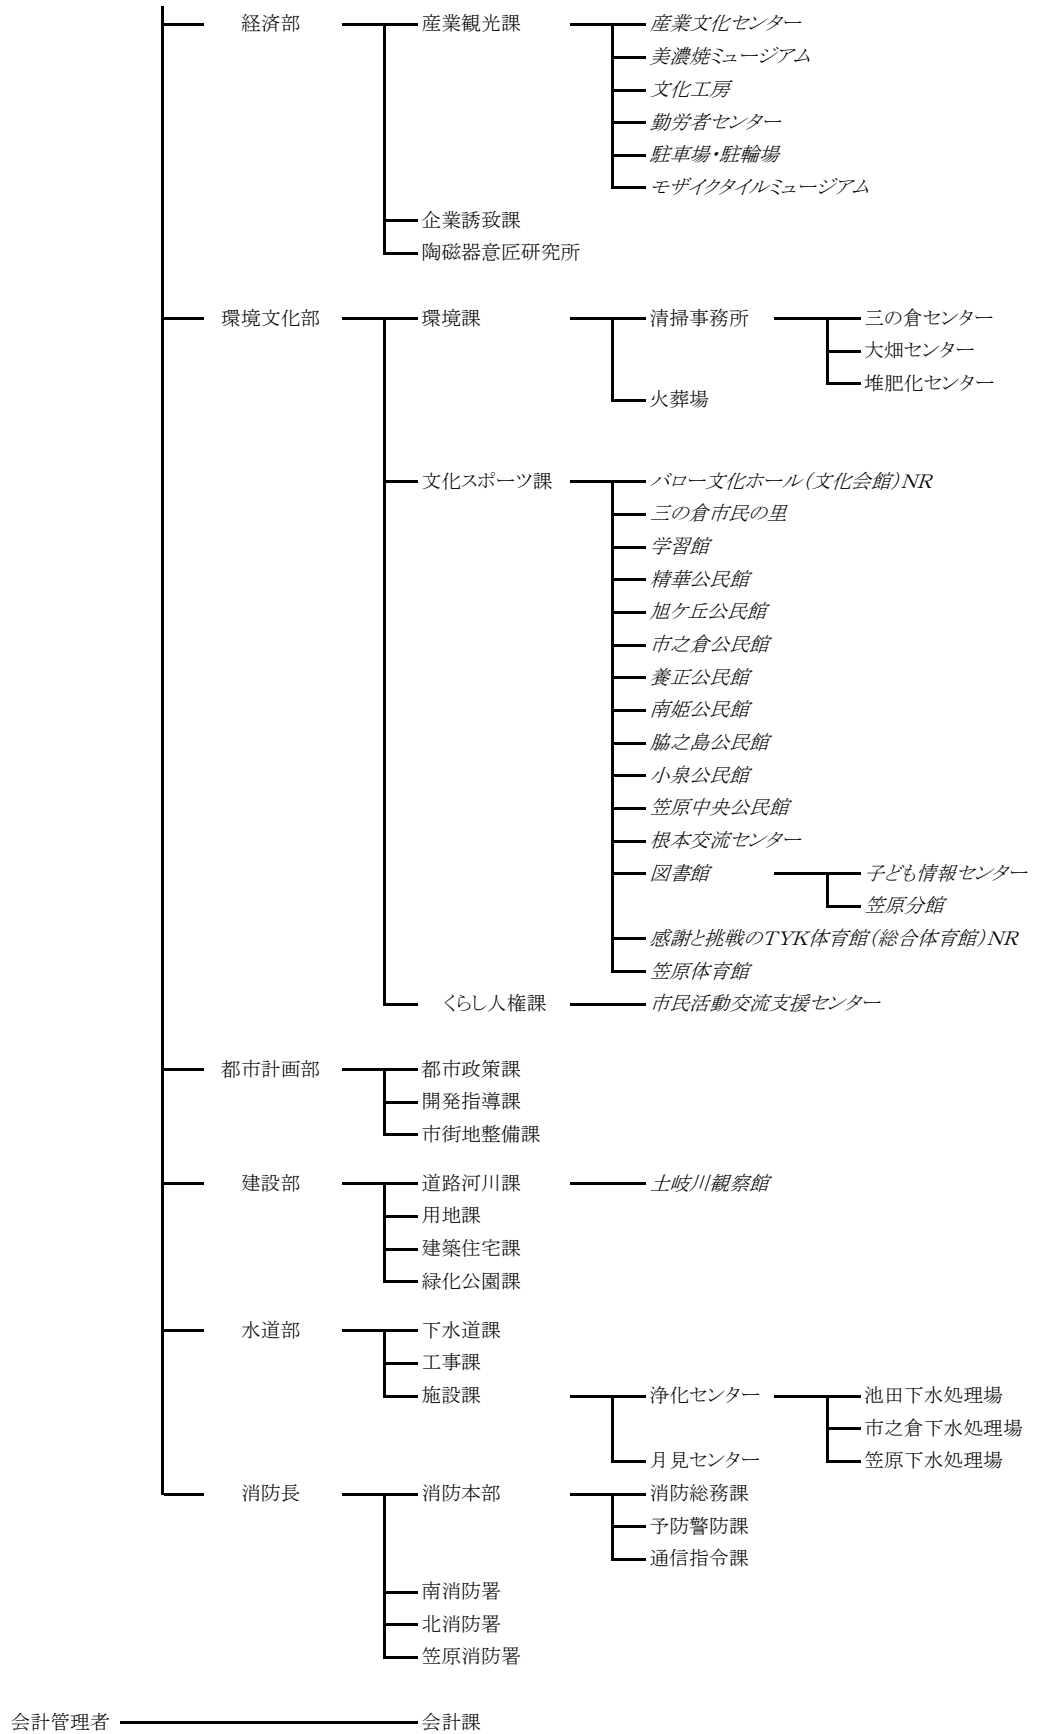 経済部 産業観光課 産業文化センター
美濃焼ミュージアム
文化工房
勤労者センター
駐車場・駐輪場
モザイクタイルミュージアム
企業誘致課
陶磁器意匠研究所
環境文化部 環境課 清掃事務所 三の倉センター
大畑センター
堆肥化センター
火葬場
文化スポーツ課 バロー文化ホール（文化会館）NR
三の倉市民の里
学習館
精華公民館
旭ケ丘公民館
市之倉公民館
養正公民館
南姫公民館
脇之島公民館
小泉公民館
笠原中央公民館
根本交流センター
図書館 子ども情報センター
笠原分館
感謝と挑戦のTYK体育館（総合体育館）NR
笠原体育館
くらし人権課 市民活動交流支援センター
都市計画部 都市政策課
開発指導課
市街地整備課
建設部 道路河川課 土岐川観察館
用地課
建築住宅課
緑化公園課
水道部 下水道課
工事課
施設課 浄化センター 池田下水処理場
市之倉下水処理場
月見センター 笠原下水処理場
消防長 消防本部 消防総務課
予防警防課
通信指令課
南消防署
北消防署
笠原消防署
会計管理者 会計課